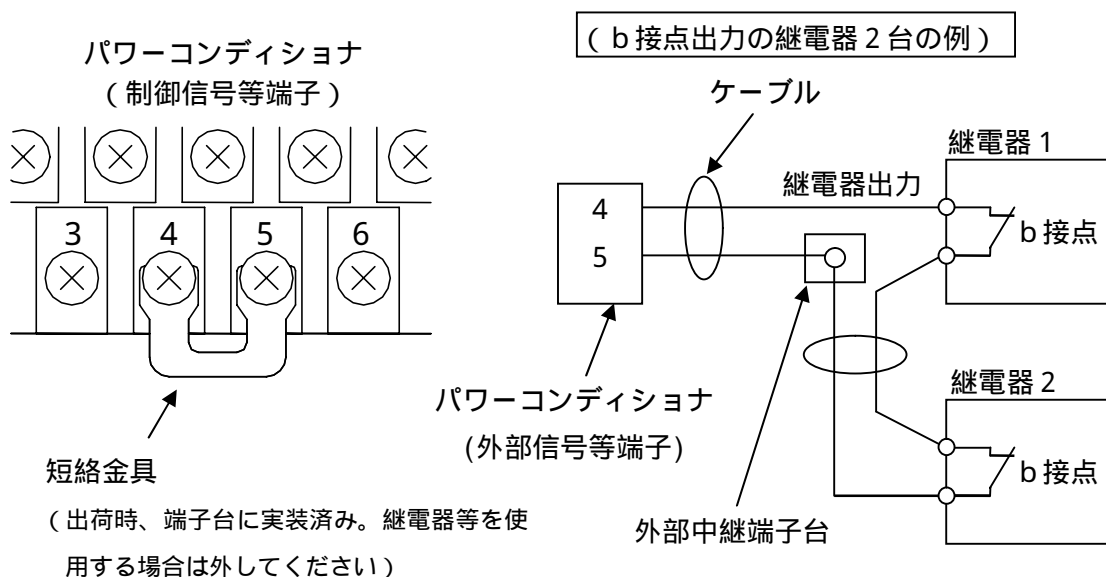 パワーコンディショナ
（制御信号等端子）
3 4 5 6
短絡金具
（出荷時、端子台に実装済み。継電器等を使
用する場合は外してください）
（ｂ接点出力の継電器２台の例）
ケーブル
継電器１
継電器出力
4
5
ｂ接点
パワーコンディショナ
(外部信号等端子)
継電器２
ｂ接点
外部中継端子台